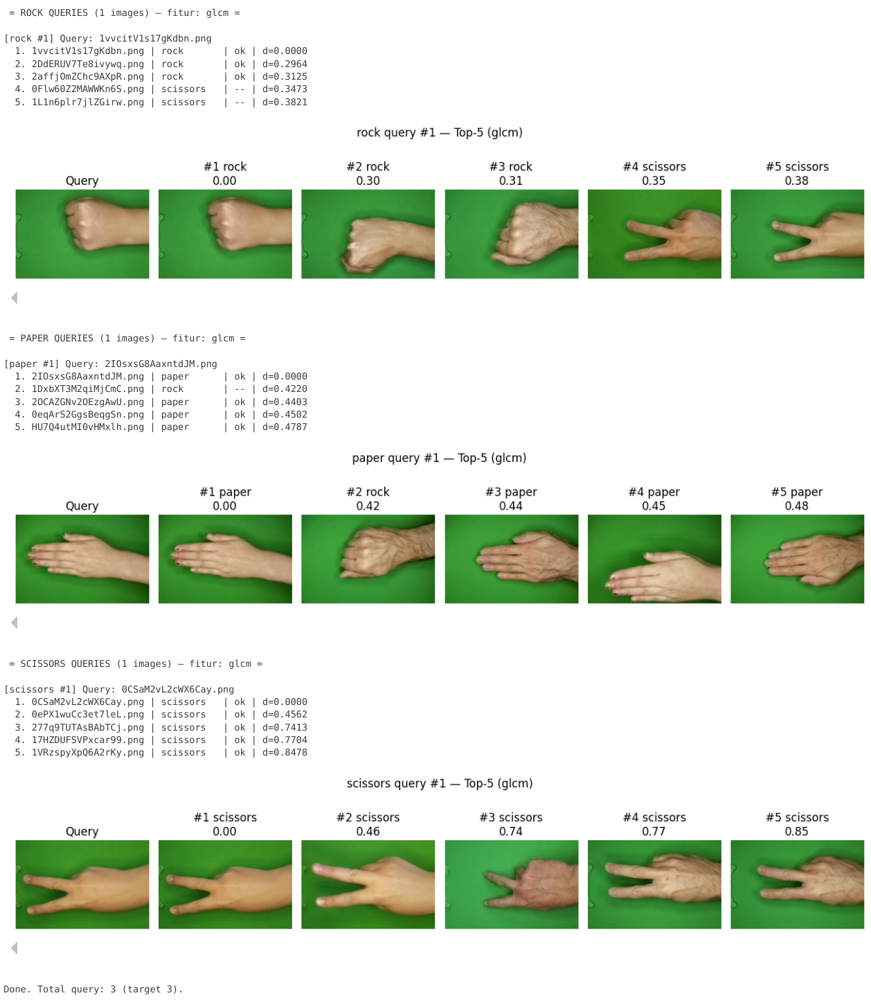 = ROCK QUERIES (1 images) — fitur: glcm =
[rock #1] Query: 1vvcitV1s17gKdbn.png
1. 1vvcitV1s17gKdbn.png | rock | ok | d=0.0000
2. 2DdERUV7Te8ivywq.png | rock | ok | d=0.2964
3. 2affjOmZChc9AXpR.png | rock | ok | d=0.3125
4. 0Flw60Z2MAWWKn6S.png | scissors | -- | d=0.3473
5. 1L1n6plr7jlZGirw.png | scissors | -- | d=0.3821
rock query #1 — Top-5 (glcm)
#1 rock #2 rock #3 rock #4 scissors #5 scissors
Query 0.00 0.30 0.31 0.35 0.38
= PAPER QUERIES (1 images) — fitur: glcm =
[paper #1] Query: 2IOsxsG8AaxntdJM.png
1. 2IOsxsG8AaxntdJM.png | paper | ok | d=0.0000
2. 1DxbXT3M2qiMjCmC.png | rock | -- | d=0.4220
3. 2OCAZGNv2OEzgAwU.png | paper | ok | d=0.4403
4. 0eqArS2GgsBeqgSn.png | paper | ok | d=0.4502
5. HU7Q4utMI0vHMxlh.png | paper | ok | d=0.4787
paper query #1 — Top-5 (glcm)
#1 paper #2 rock #3 paper #4 paper #5 paper
Query 0.00 0.42 0.44 0.45 0.48
= SCISSORS QUERIES (1 images) — fitur: glcm =
[scissors #1] Query: 0CSaM2vL2cWX6Cay.png
1. 0CSaM2vL2cWX6Cay.png | scissors | ok | d=0.0000
2. 0ePX1wuCc3et7leL.png | scissors | ok | d=0.4562
3. 277q9TUTAsBAbTCj.png | scissors | ok | d=0.7413
4. 17HZDUFSVPxcar99.png | scissors | ok | d=0.7704
5. 1VRzspyXpQ6A2rKy.png | scissors | ok | d=0.8478
scissors query #1 — Top-5 (glcm)
#1 scissors #2 scissors #3 scissors #4 scissors #5 scissors
Query 0.00 0.46 0.74 0.77 0.85
Done. Total query: 3 (target 3).